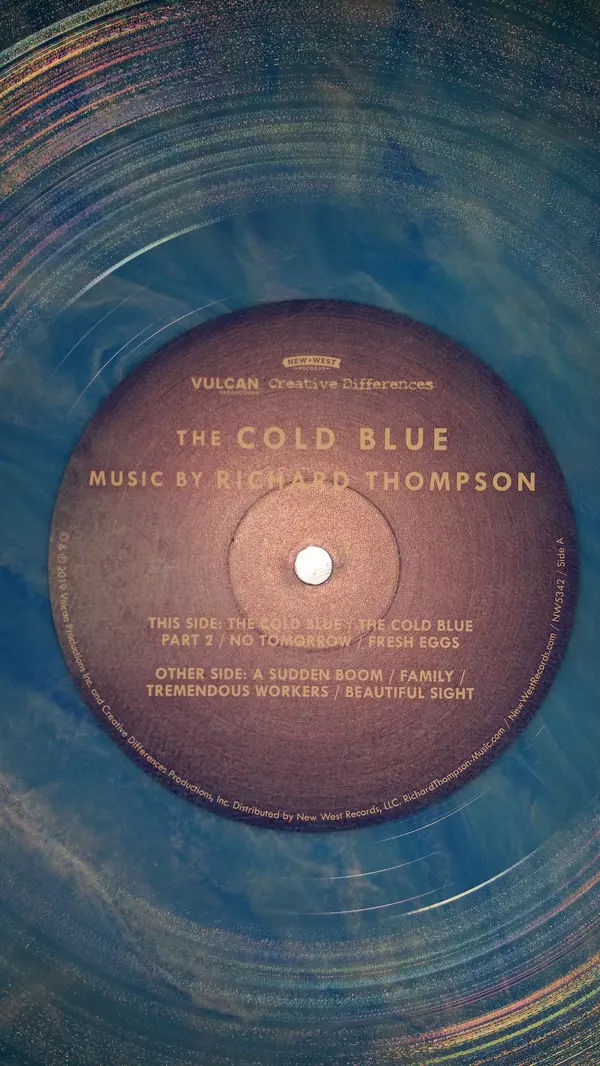 NEW•WEST
RECORDS
VULCAN Creative Differences
PRODUCTIONS
THE COLD BLUE
MUSIC BY RICHARD THOMPSON
THIS SIDE: THE COLD BLUE / THE COLD BLUE
PART 2 / NO TOMORROW / FRESH EGGS
OTHER SIDE: A SUDDEN BOOM / FAMILY /
TREMENDOUS WORKERS / BEAUTIFUL SIGHT
℗ & © 2019 Vulcan Productions Inc. and Creative Differences Productions, Inc. Distributed by New West Records, LLC. RichardThompson-Music.com / NewWestRecords.com / NW5342 / Side A